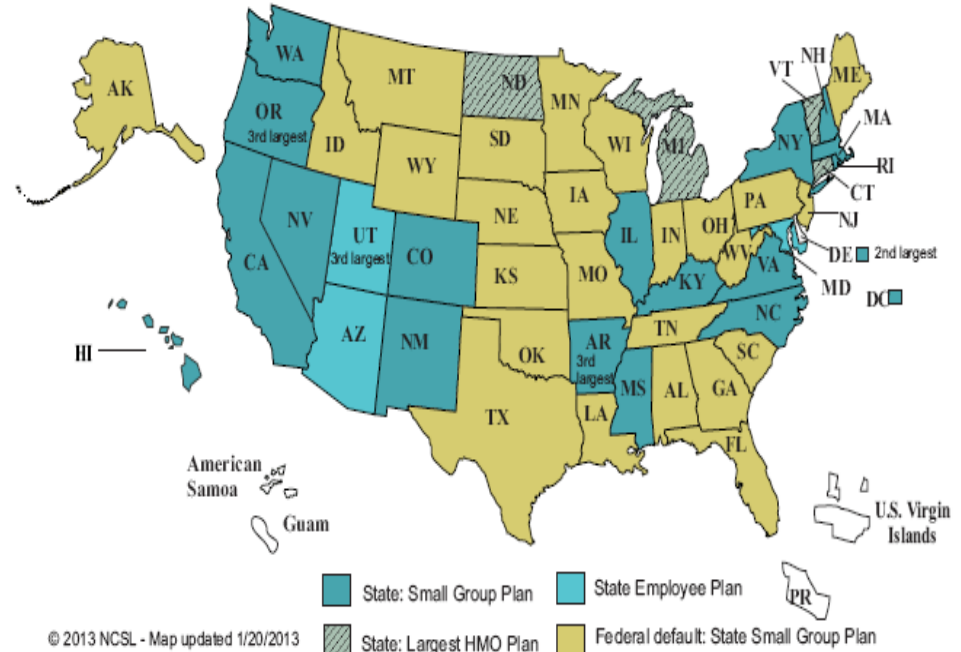 WA
NH
VT
ME
AK
MT
ND
MN
OR
3rd largest
MA
ID
SD
WI
MI
NY
WY
RI
IA
PA
CT
NE
NV
OH
NJ
UT
3rd largest
IL
IN
CO
WV
DE
2nd largest
CA
KS
MO
VA
KY
MD
DC
NC
AZ
TN
NM
AR
3rd
largest
HI
OK
SC
MS
AL
GA
TX
LA
FL
American
Samoa
Guam
U.S. Virgin
Islands
PR
State: Small Group Plan
State Employee Plan
© 2013 NCSL - Map updated 1/20/2013
State: Largest HMO Plan
Federal default: State Small Group Plan